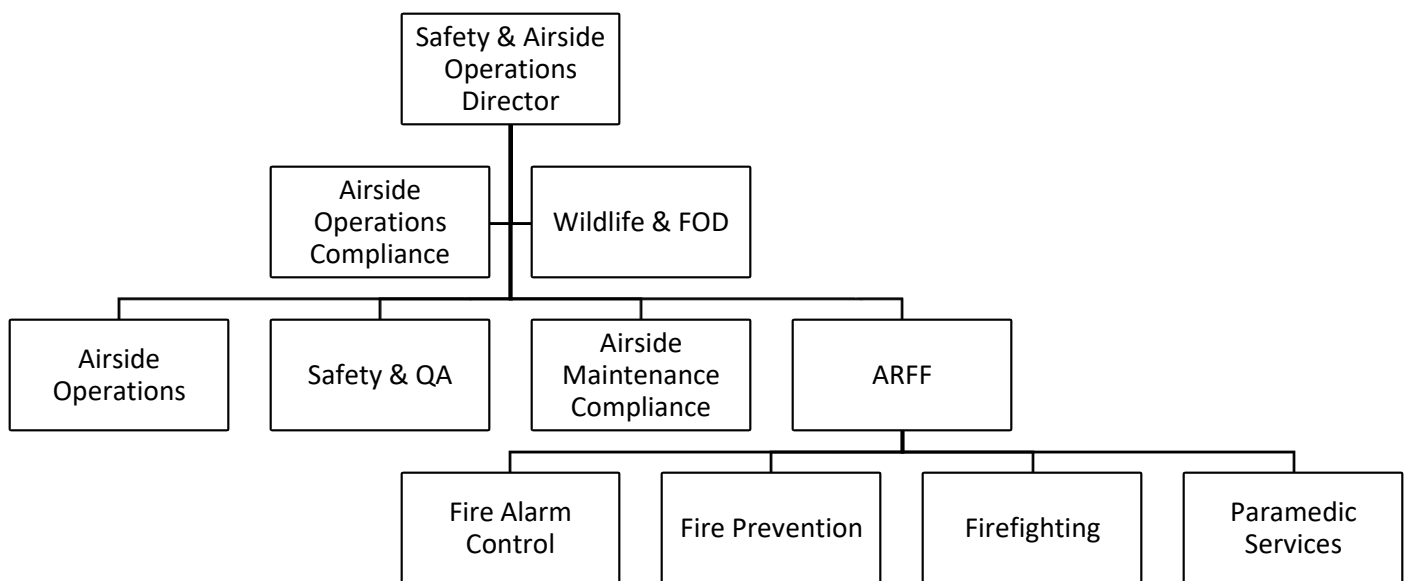 Safety & Airside
Operations
Director
Airside
Operations
Compliance
Wildlife & FOD
Airside
Operations
Safety & QA
Airside
Maintenance
Compliance
ARFF
Fire Alarm
Control
Fire Prevention
Firefighting
Paramedic
Services